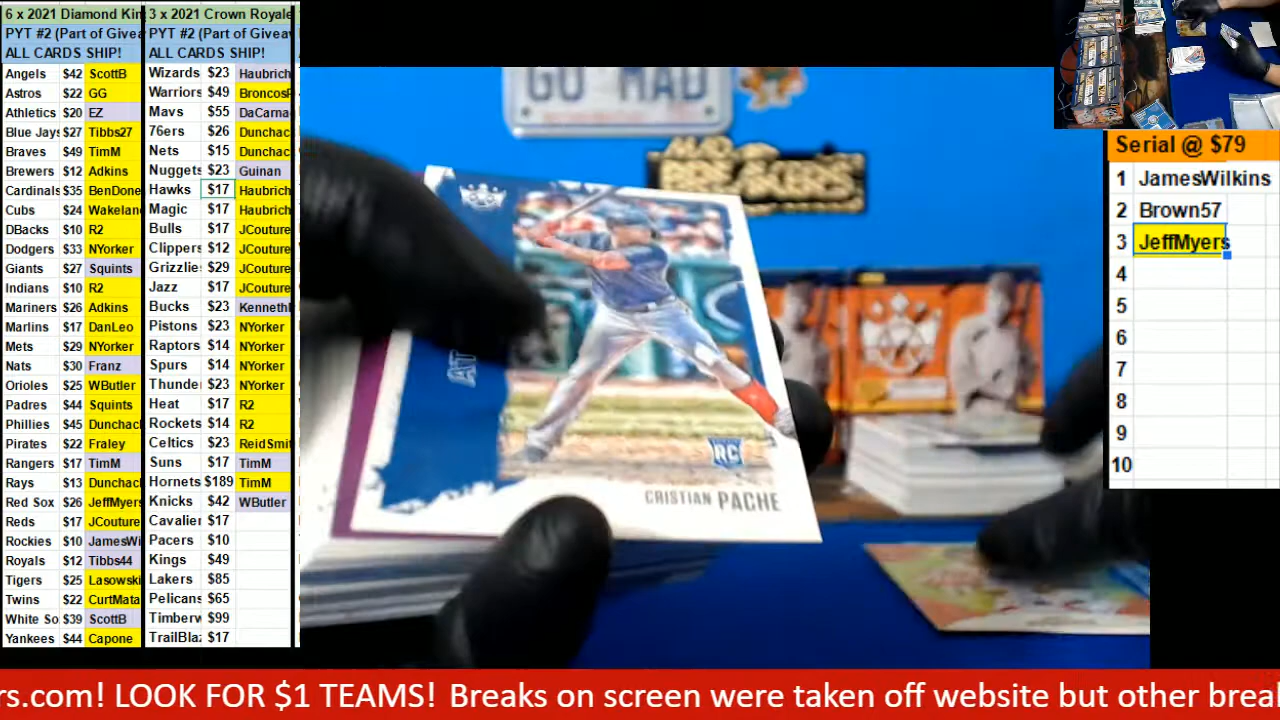 6 x 2021 Diamond Kin
PYT #2 (Part of Givea
ALL CARDS SHIP!
Angels $42 ScottB
Astros $22 GG
Athletics $20 EZ
Blue Jays $27 Tibbs27
Braves $49 TimM
Brewers $12 Adkins
Cardinals $35 BenDone
Cubs $24 Wakelan
DBacks $10 R2
Dodgers $33 NYorker
Giants $27 Squints
Indians $10 R2
Mariners $26 Adkins
Marlins $17 DanLeo
Mets $29 NYorker
Nats $30 Franz
Orioles $25 WButler
Padres $44 Squints
Phillies $45 Dunchac
Pirates $22 Fraley
Rangers $17 TimM
Rays $13 Dunchac
Red Sox $26 JeffMyers
Reds $17 JCouture
Rockies $10 JamesWi
Royals $12 Tibbs44
Tigers $25 Lasowski
Twins $22 CurtMata
White So $39 ScottB
Yankees $44 Capone
3 x 2021 Crown Royale
PYT #2 (Part of Giveav
ALL CARDS SHIP!
Wizards $23 Haubrich
Warriors $49 BroncosF
Mavs $55 DaCarna
76ers $26 Dunchac
Nets $15 Dunchac
Nuggets $23 Guinan
Hawks $17 Haubrich
Magic $17 Haubrich
Bulls $17 JCouture
Clippers $12 JCouture
Grizzlies $29 JCouture
Jazz $17 JCouture
Bucks $23 Kennethl
Pistons $23 NYorker
Raptors $14 NYorker
Spurs $14 NYorker
Thunde $23 NYorker
Heat $17 R2
Rockets $14 R2
Celtics $23 ReidSmit
Suns $17 TimM
Hornets $189 TimM
Knicks $42 WButler
Cavalier $17
Pacers $10
Kings $49
Lakers $85
Pelicans $65
Timberw $99
TrailBlaz $17
GO MAD
BREAKERS
AT
RC
CRISTIAN PACHE
Serial @ $79
1 JamesWilkins
2 Brown57
3 JeffMyers
4
5
6
7
8
9
10
rs.com! LOOK FOR $1 TEAMS! Breaks on screen were taken off website but other break